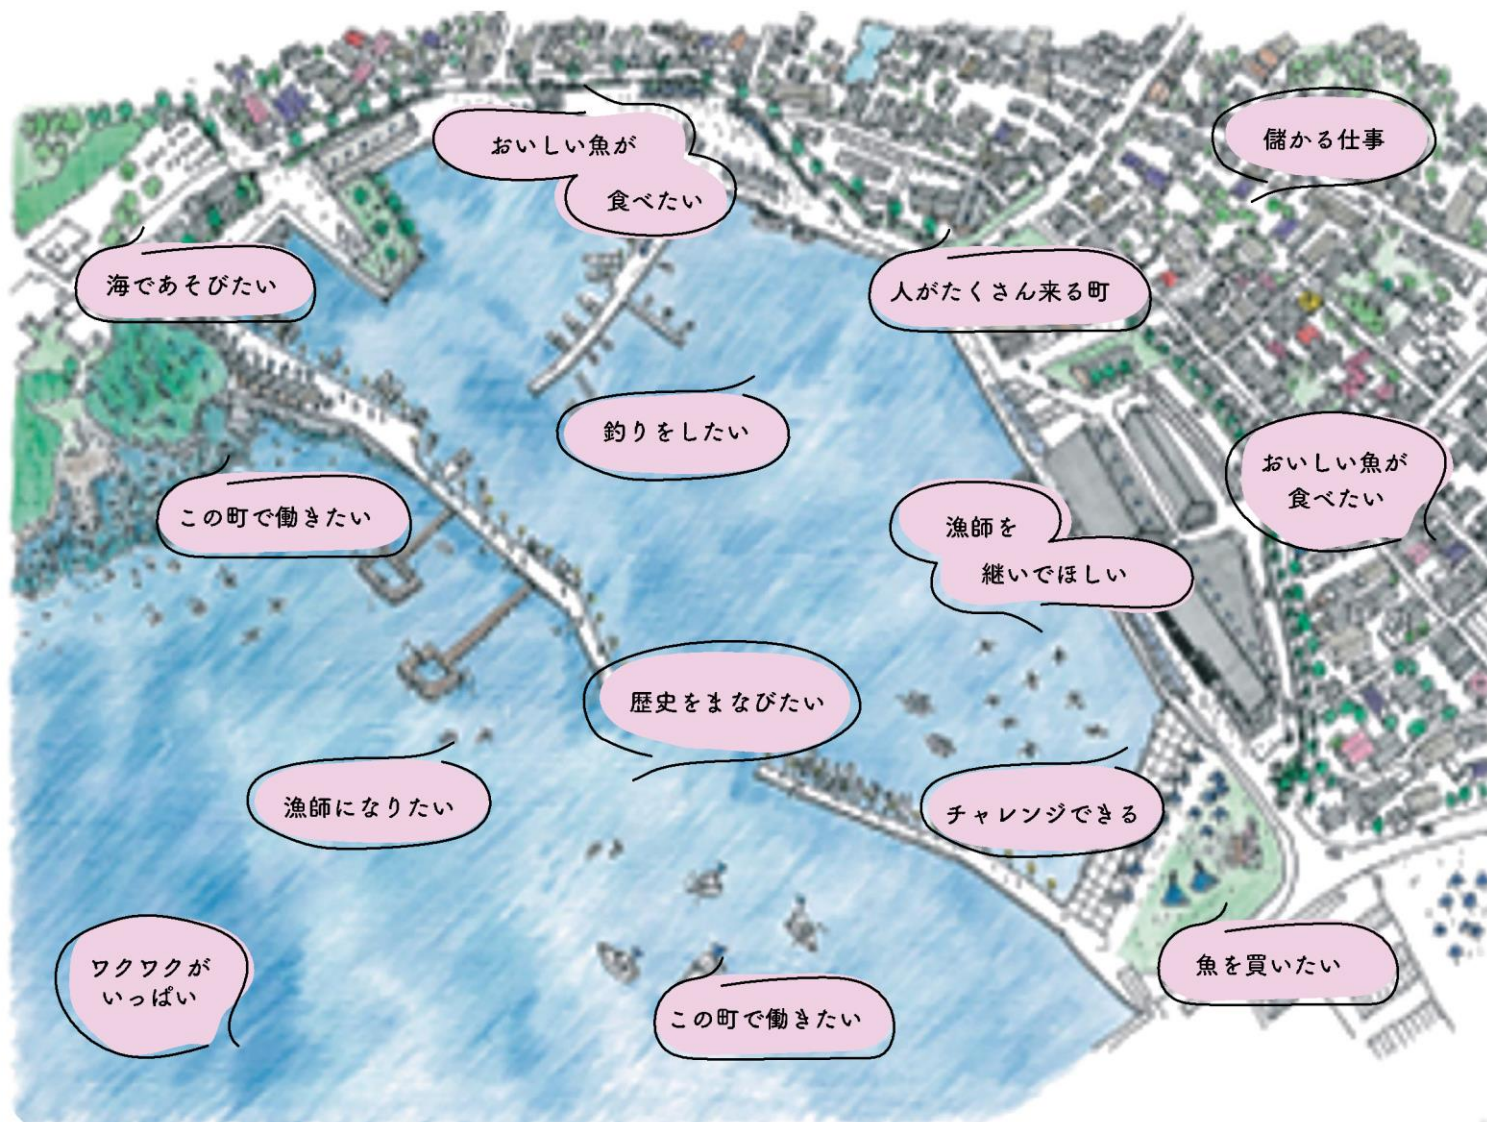 おいしい魚が
食べたい
儲かる仕事
海であそびたい
人がたくさん来る町
釣りをしたい
おいしい魚が
食べたい
この町で働きたい
漁師を
継いでほしい
歴史をまなびたい
漁師になりたい
チャレンジできる
ワクワクが
いっぱい
魚を買いたい
この町で働きたい